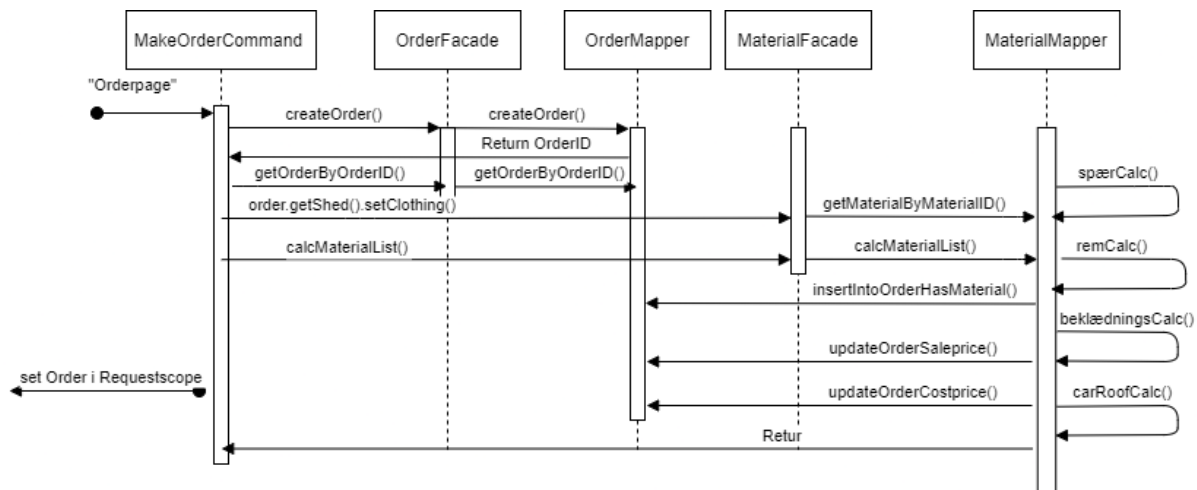 MakeOrderCommand
OrderFacade
OrderMapper
MaterialFacade
MaterialMapper
"Orderpage"
createOrder()
createOrder()
Return OrderID
getOrderByOrderID()
getOrderByOrderID()
spærCalc()
order.getShed().setClothing()
getMaterialByMaterialID()
calcMaterialList()
calcMaterialList()
remCalc()
insertIntoOrderHasMaterial()
beklædningsCalc()
updateOrderSaleprice()
set Order i Requestscope
updateOrderCostprice()
carRoofCalc()
Retur